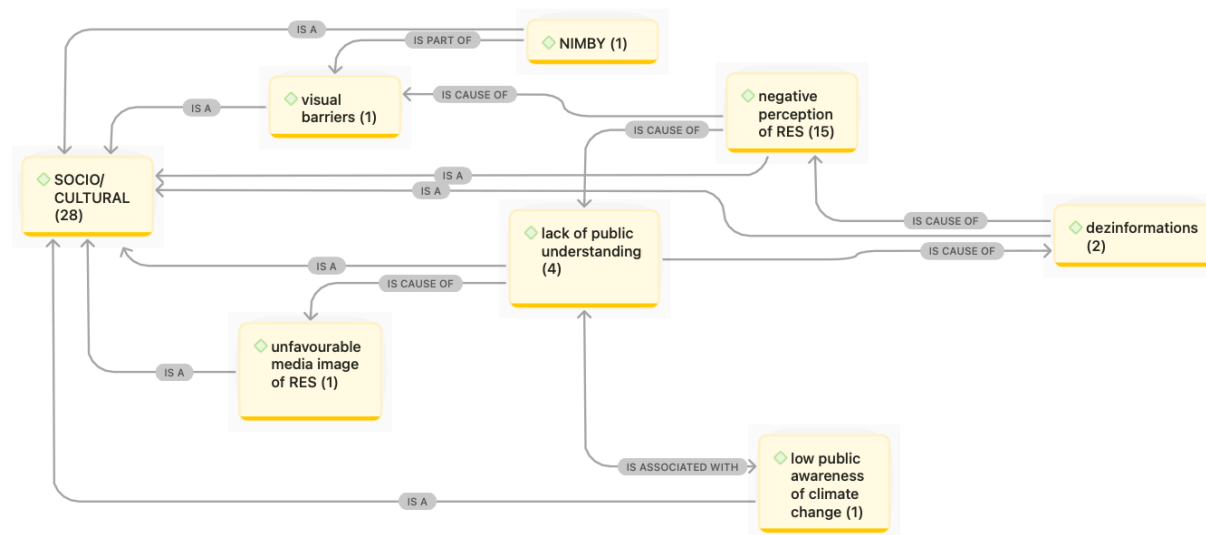 IS A
NIMBY (1)
IS PART OF
visual
barriers (1)
IS CAUSE OF
negative
perception
of RES (15)
IS A
IS CAUSE OF
SOCIO/
CULTURAL
(28)
IS A
IS A
lack of public
understanding
(4)
IS CAUSE OF
dezinformations
(2)
IS CAUSE OF
IS A
IS CAUSE OF
unfavourable
media image
of RES (1)
IS A
low public
awareness
of climate
change (1)
IS ASSOCIATED WITH
IS A